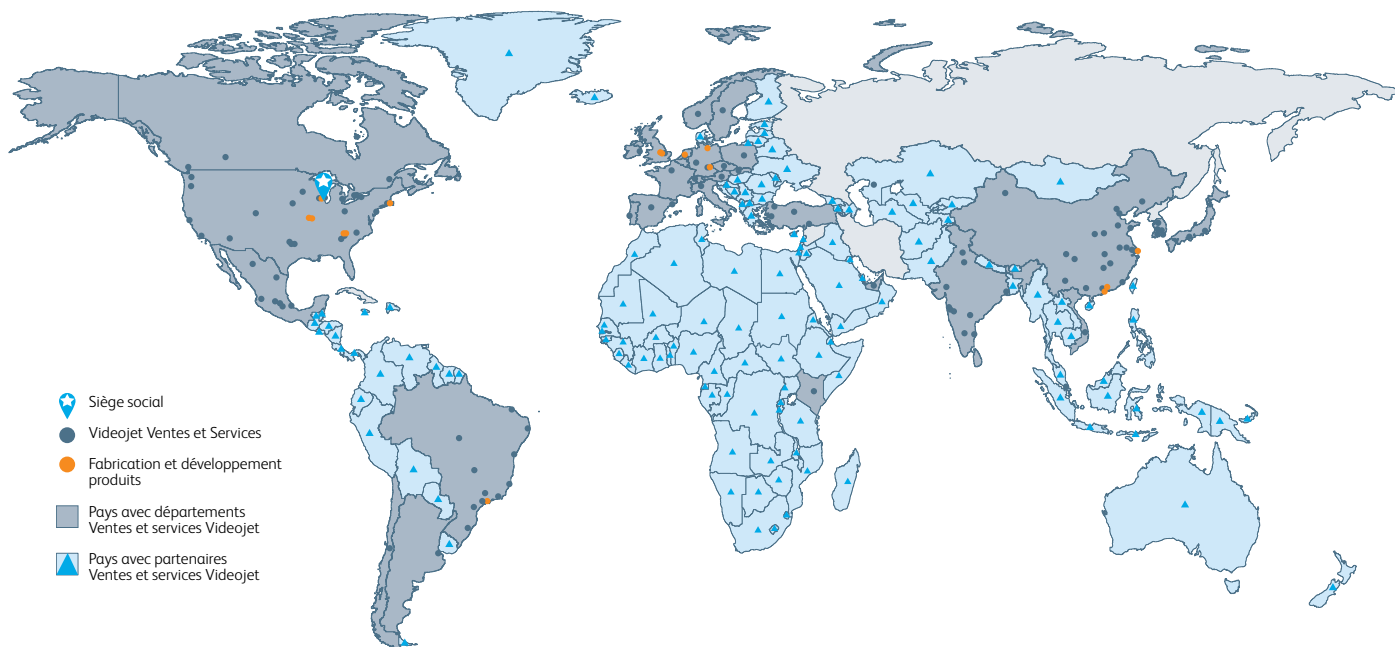 Siège social
Videojet Ventes et Services
Fabrication et développement
produits
Pays avec départements
Ventes et services Videojet
Pays avec partenaires
Ventes et services Videojet